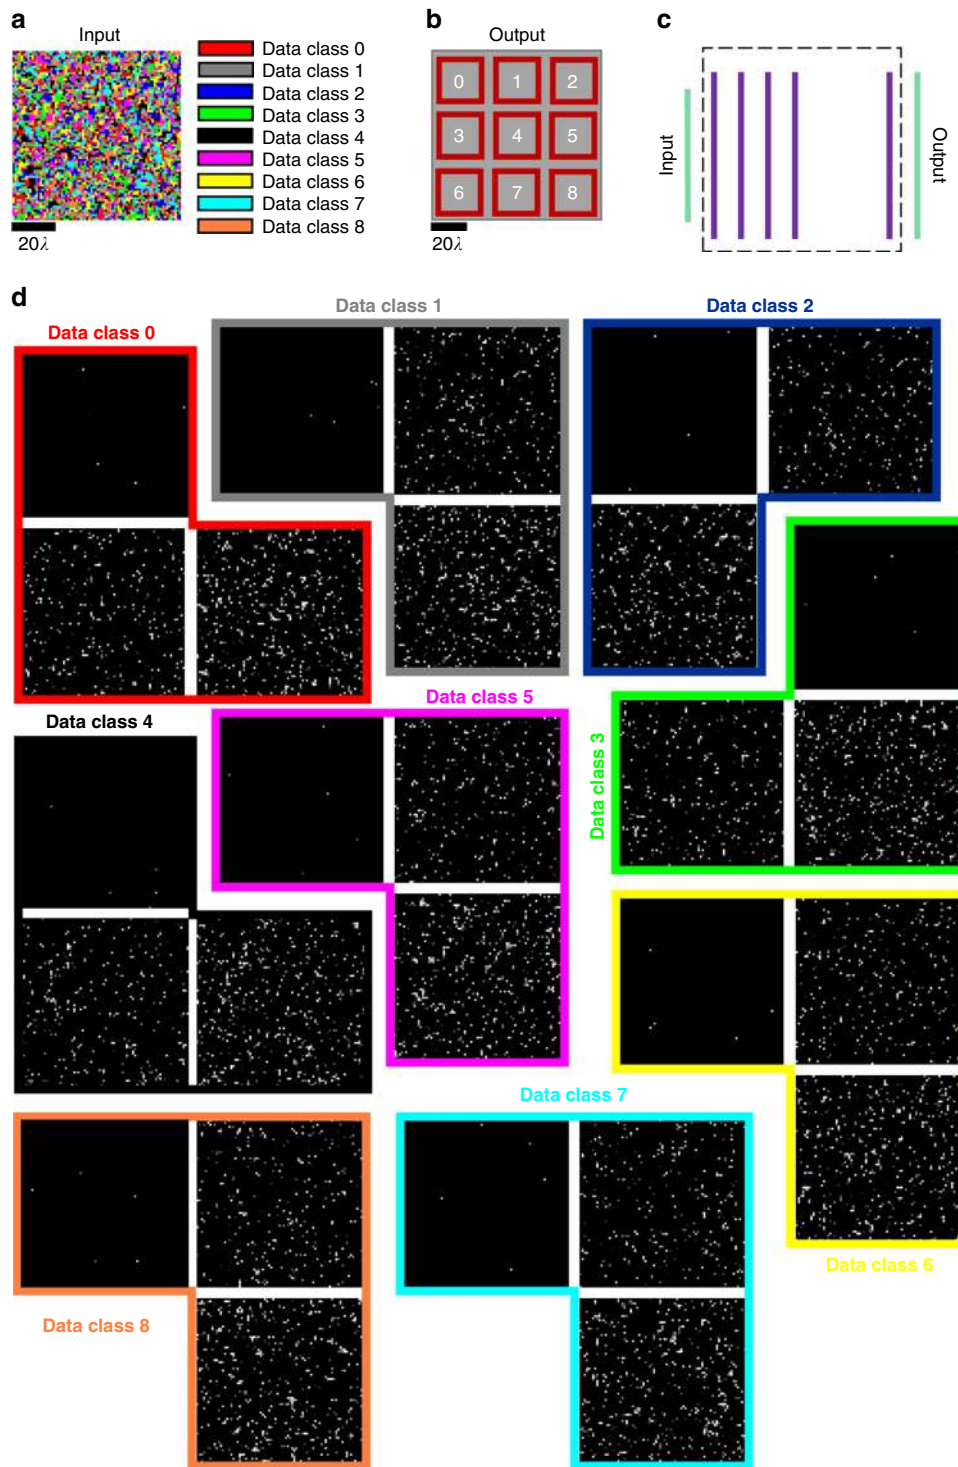 a
Input
Data class 0
Data class 1
Data class 2
Data class 3
Data class 4
Data class 5
Data class 6
Data class 7
Data class 8
20λ
b
Output
0 1 2
3 4 5
6 7 8
20λ
c
Input
Output
d
Data class 0
Data class 1
Data class 2
Data class 3
Data class 4
Data class 5
Data class 6
Data class 7
Data class 8